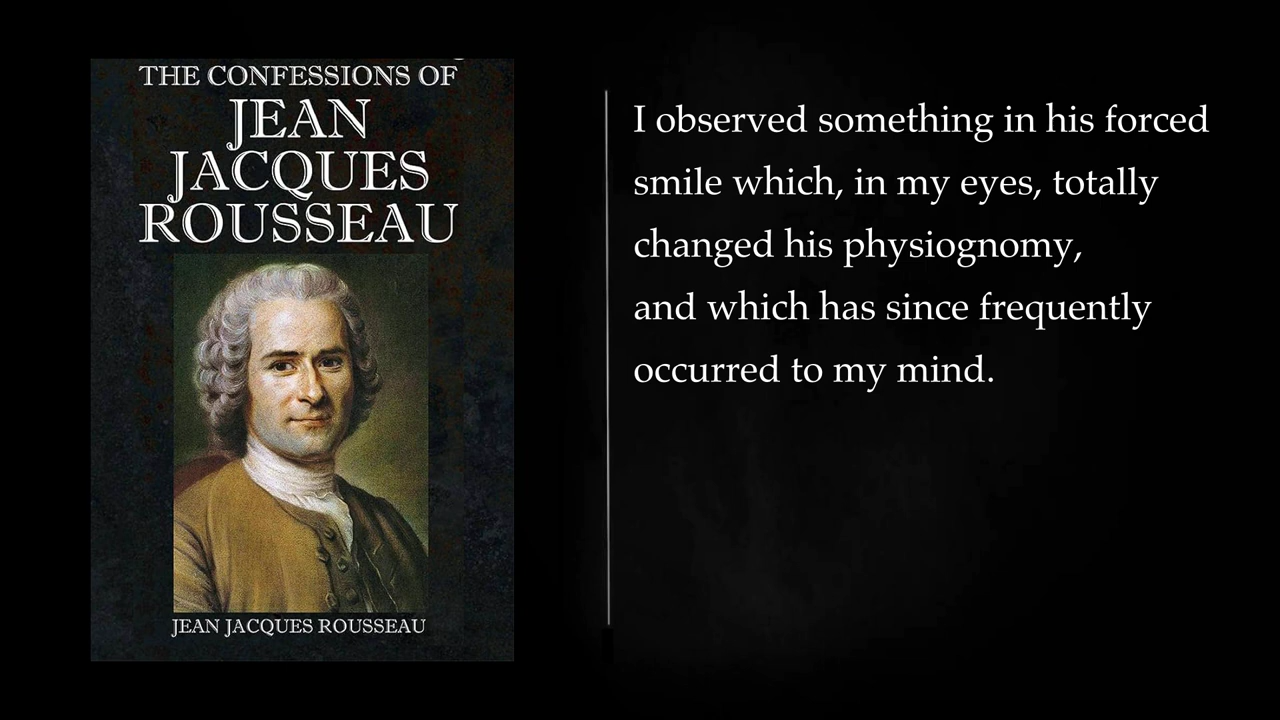 THE CONFESSIONS OF
JEAN
JACQUES
ROUSSEAU
JEAN JACQUES ROUSSEAU
I observed something in his forced
smile which, in my eyes, totally
changed his physiognomy,
and which has since frequently
occurred to my mind.